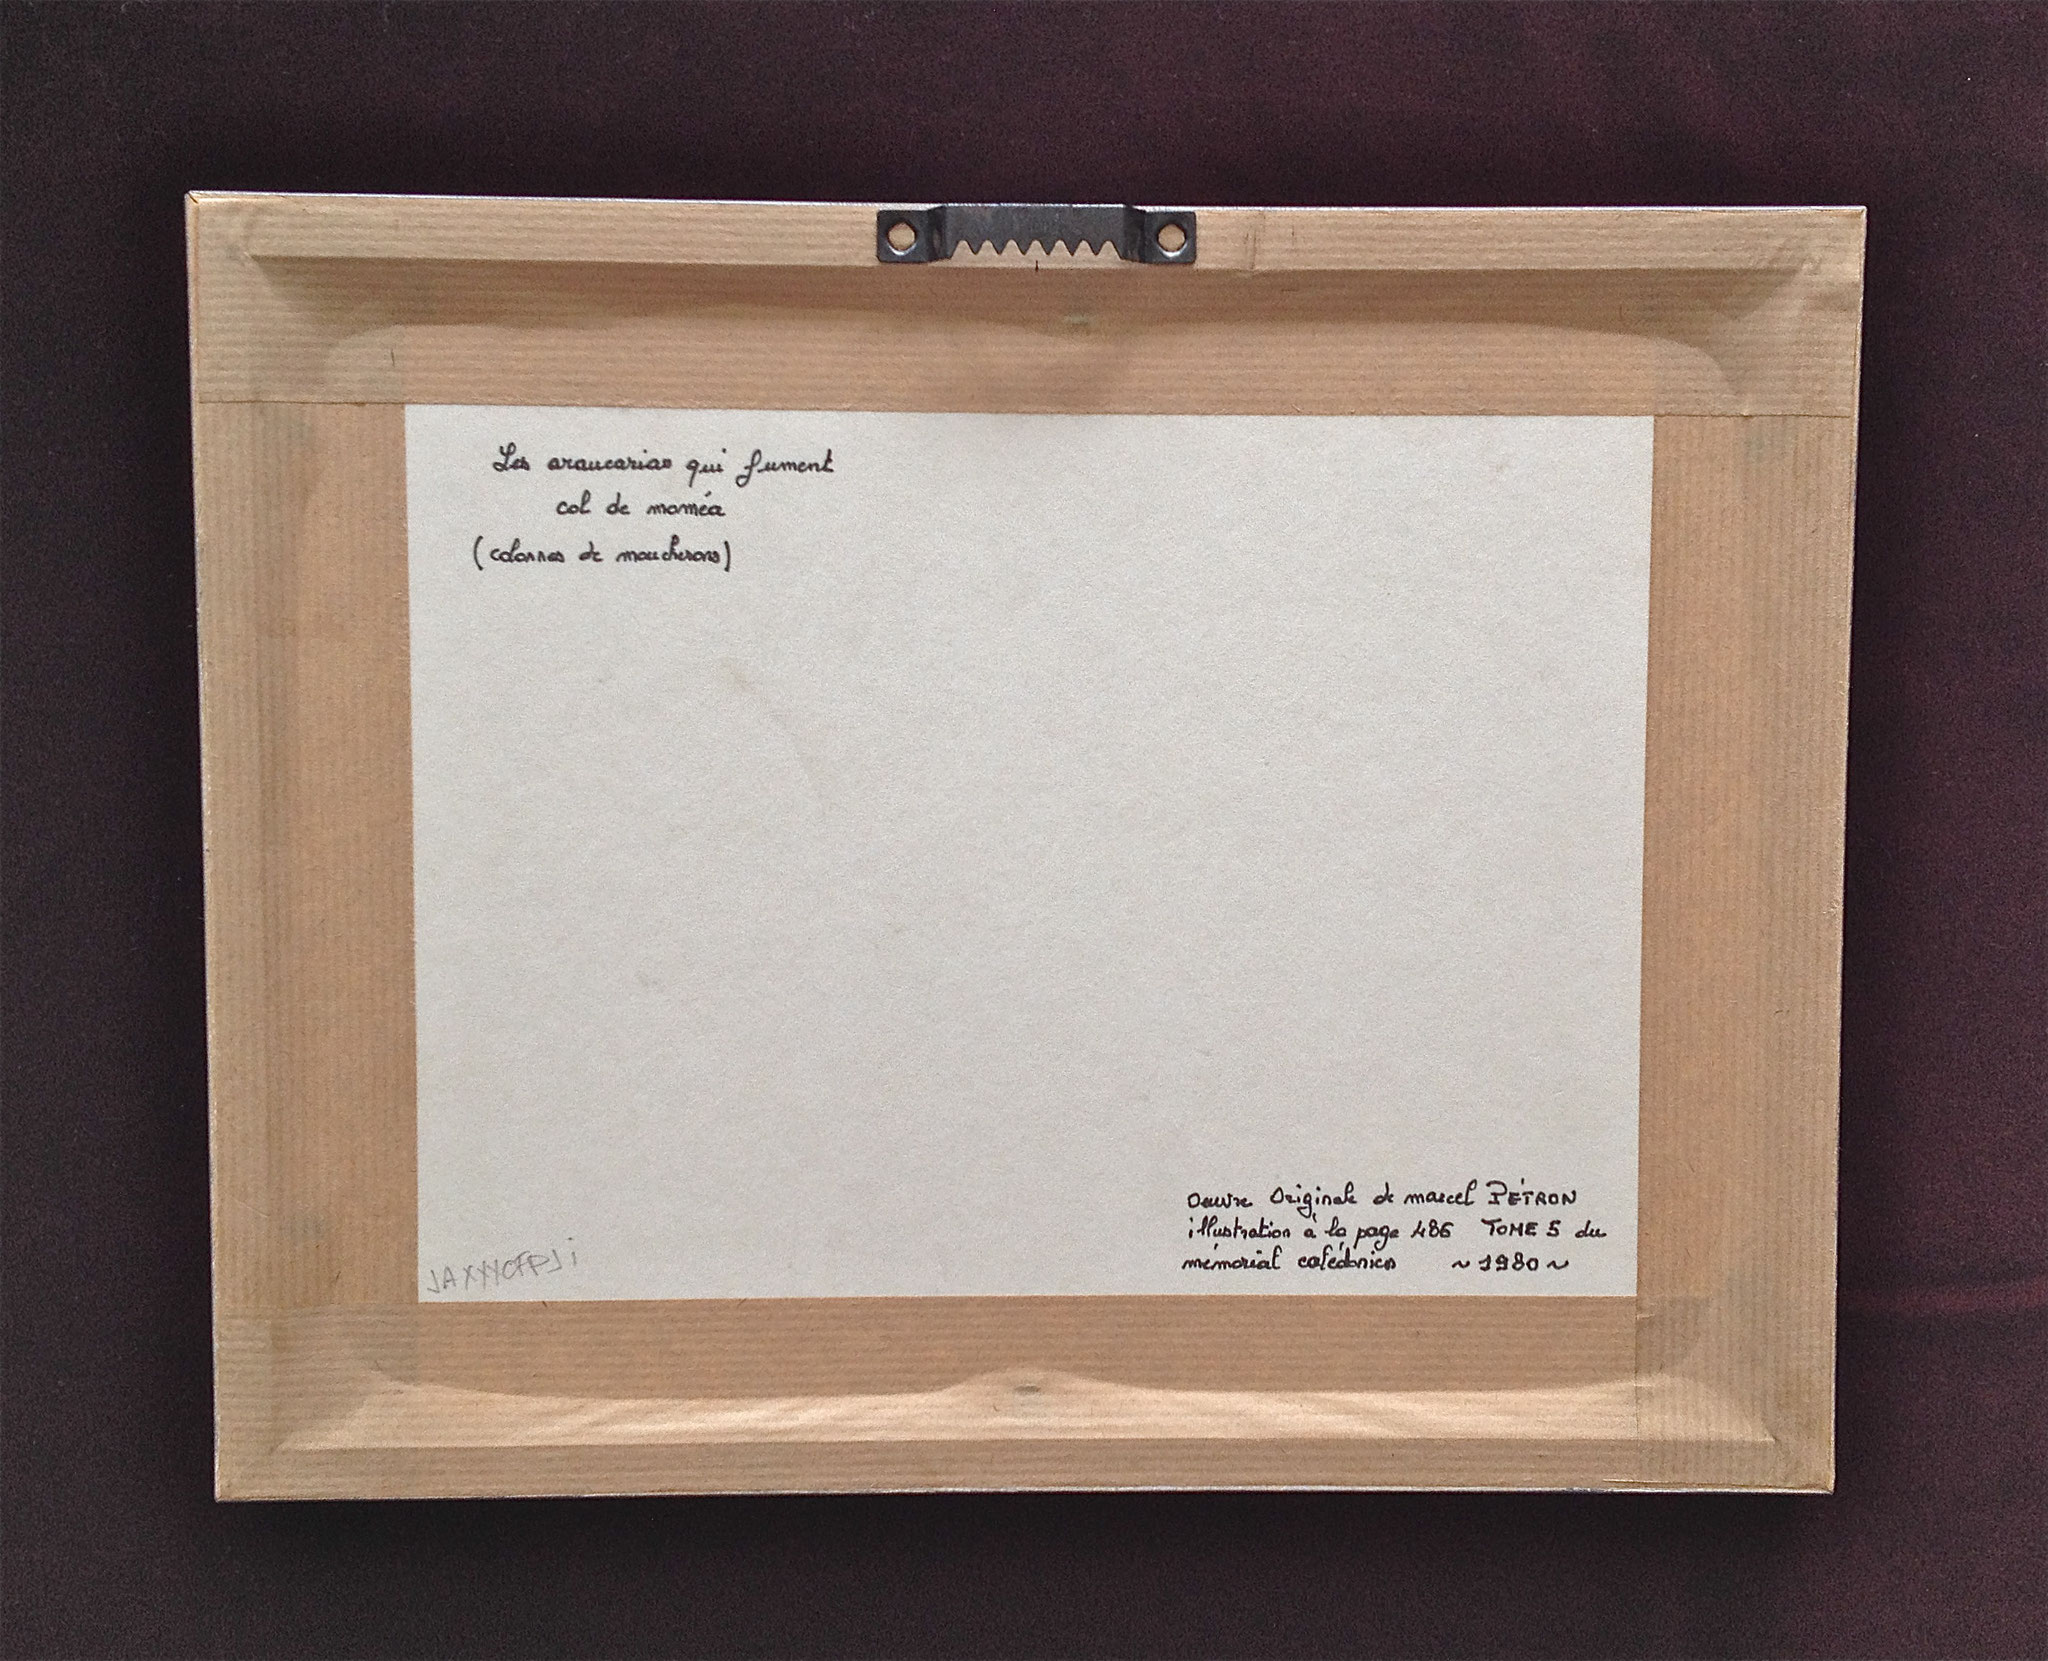 Les araucarias qui fument
col de moméa
(colonnes de moucherons)
Oeuvre Originale de marcel PÉTRON
illustration à la page 486 TOME 5 du
mémorial calédonien ~ 1980 ~